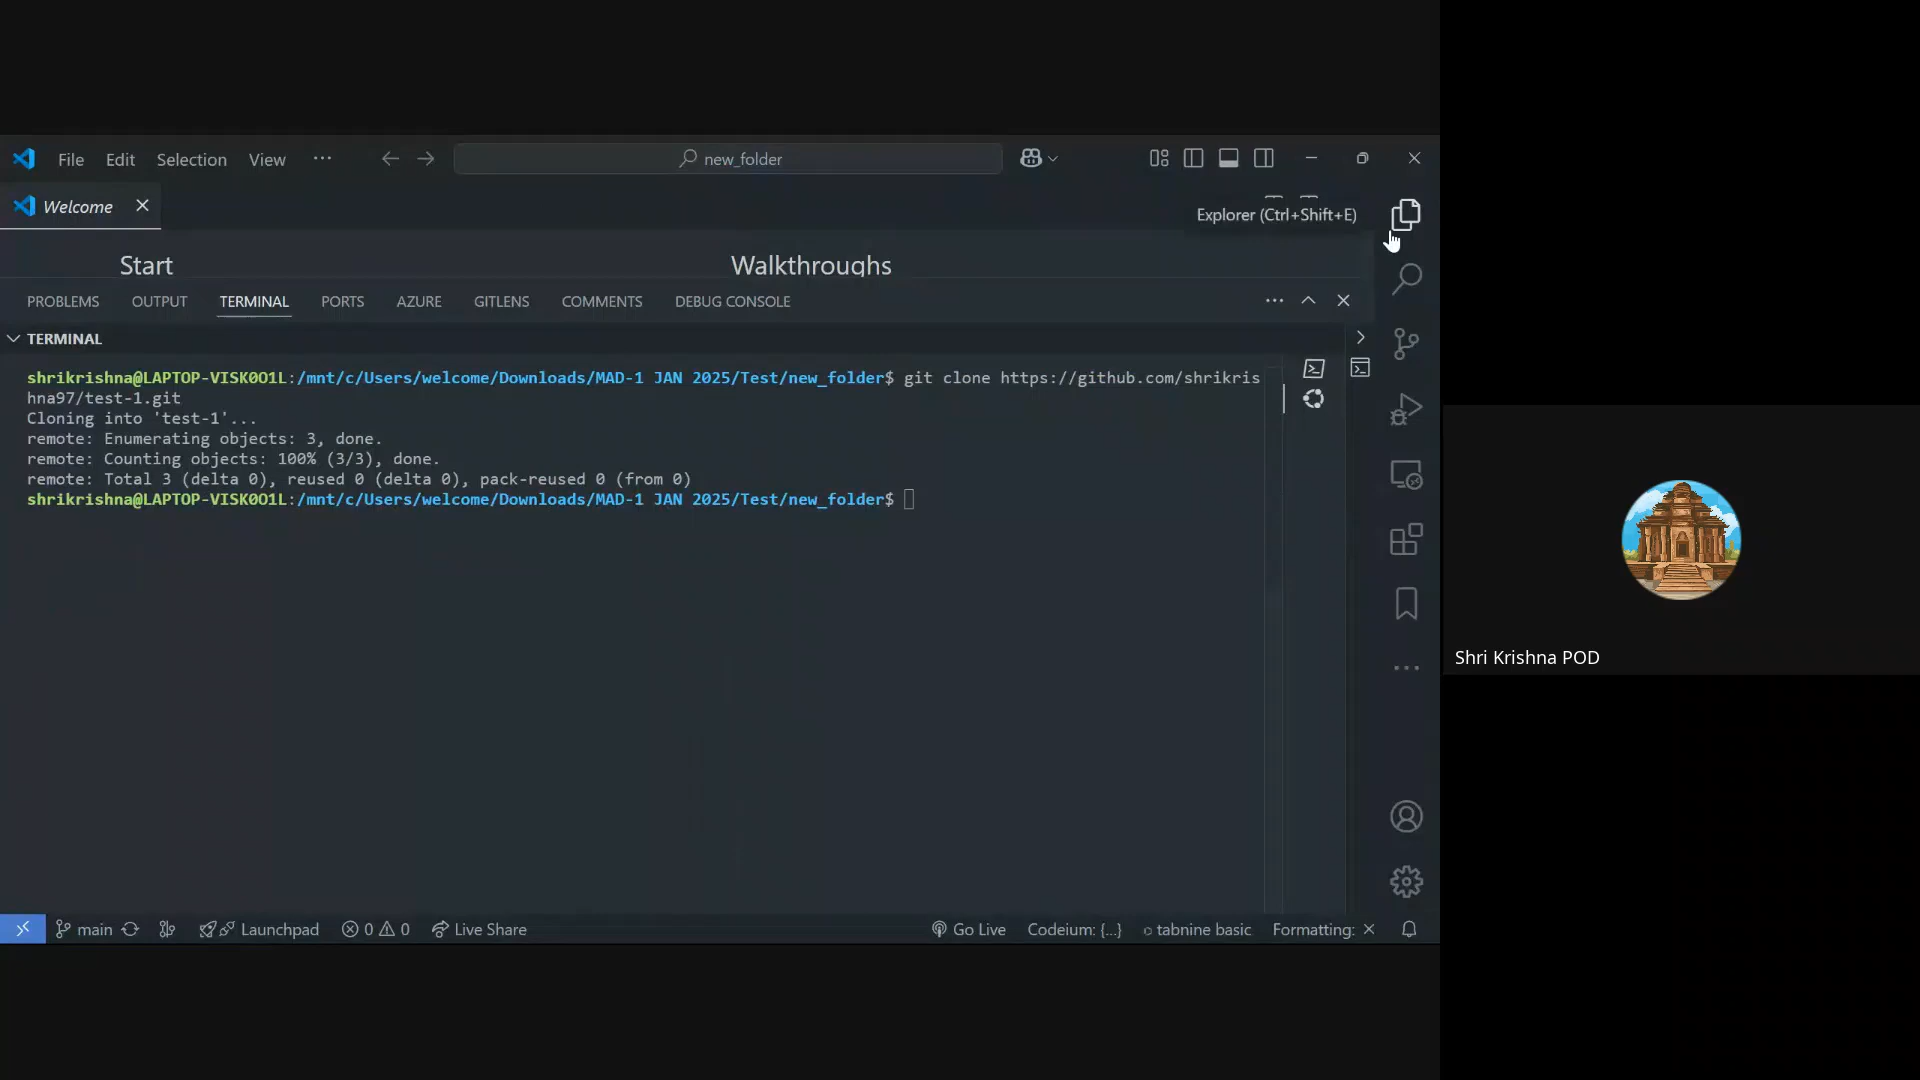 File Edit Selection View ··· new_folder
Welcome
Explorer (Ctrl+Shift+E)
Start Walkthroughs
PROBLEMS OUTPUT TERMINAL PORTS AZURE GITLENS COMMENTS DEBUG CONSOLE
TERMINAL
shrikrishna@LAPTOP-VISK0O1L:/mnt/c/Users/welcome/Downloads/MAD-1 JAN 2025/Test/new_folder$ git clone https://github.com/shrikris
hna97/test-1.git
Cloning into 'test-1'...
remote: Enumerating objects: 3, done.
remote: Counting objects: 100% (3/3), done.
remote: Total 3 (delta 0), reused 0 (delta 0), pack-reused 0 (from 0)
shrikrishna@LAPTOP-VISK0O1L:/mnt/c/Users/welcome/Downloads/MAD-1 JAN 2025/Test/new_folder$
Shri Krishna POD
main Launchpad 0 0 Live Share Go Live Codeium: {...} tabnine basic Formatting: ×